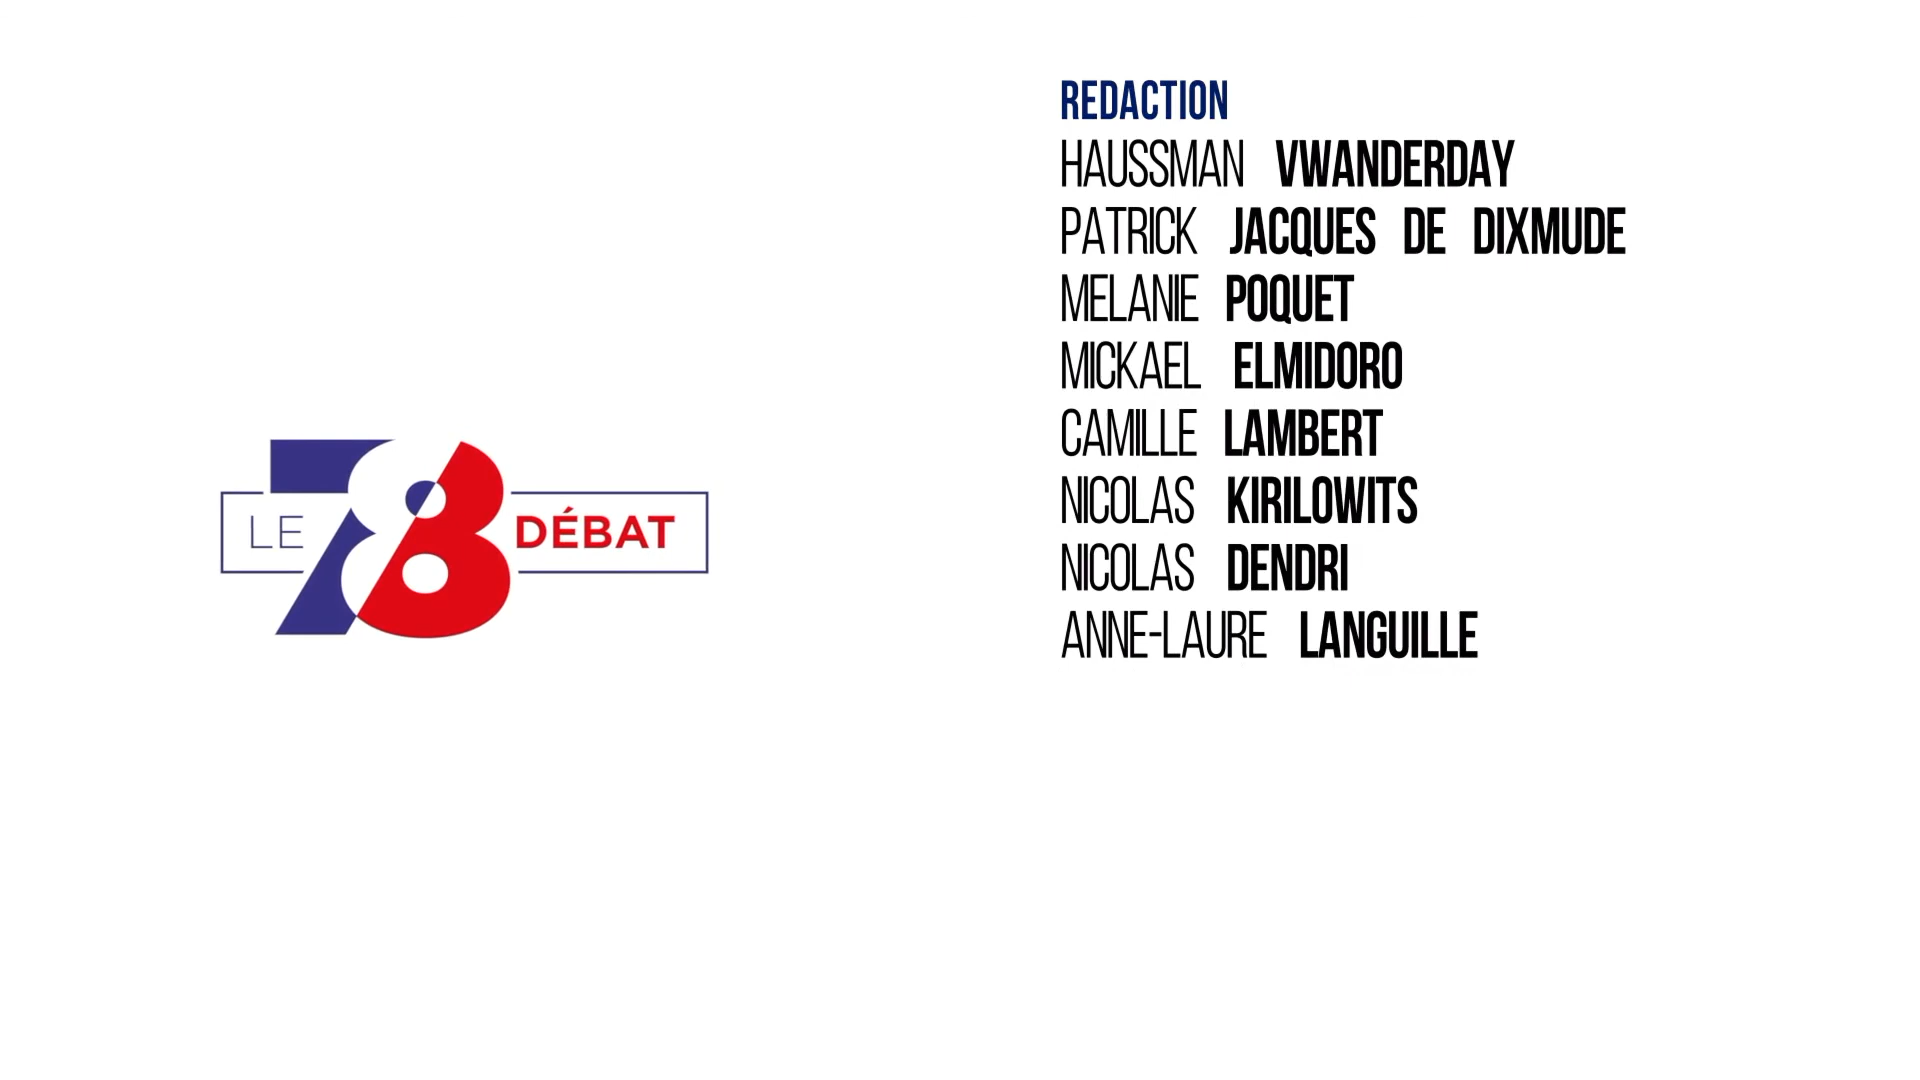 LE 78 DÉBAT
REDACTION
HAUSSMAN VWANDERDAY
PATRICK JACQUES DE DIXMUDE
MELANIE POQUET
MICKAEL ELMIDORO
CAMILLE LAMBERT
NICOLAS KIRILOWITS
NICOLAS DENDRI
ANNE-LAURE LANGUILLE